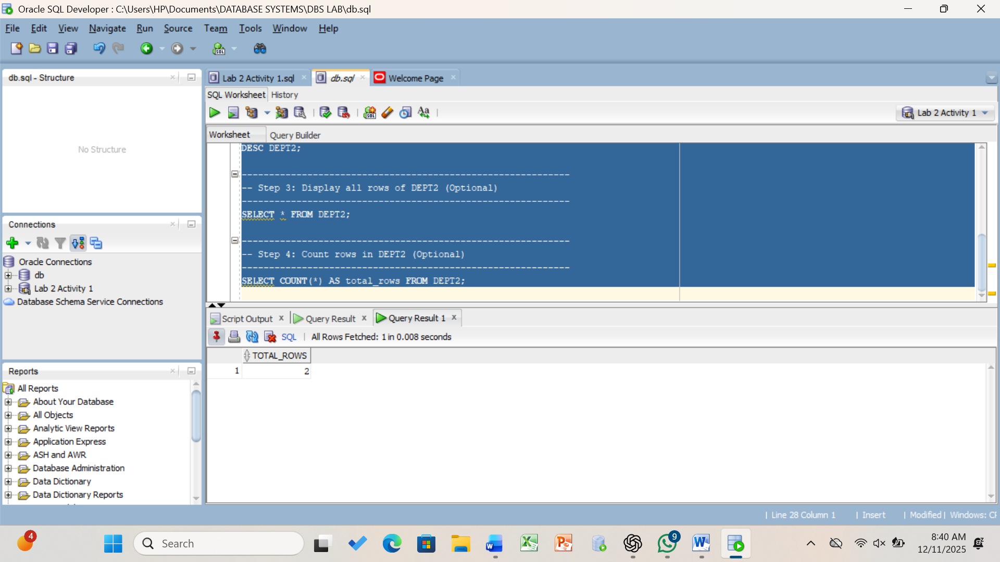 Oracle SQL Developer : C:\Users\HP\Documents\DATABASE SYSTEMS\DBS LAB\db.sql
File Edit View Navigate Run Source Team Tools Window Help
db.sql - Structure
No Structure
Connections
Oracle Connections
db
Lab 2 Activity 1
Database Schema Service Connections
Reports
All Reports
About Your Database
All Objects
Analytic View Reports
Application Express
ASH and AWR
Database Administration
Data Dictionary
Data Dictionary Reports
Lab 2 Activity 1.sql db.sql Welcome Page
SQL Worksheet History
Lab 2 Activity 1
Worksheet Query Builder
DESC DEPT2;
------------------------------------------------------------
-- Step 3: Display all rows of DEPT2 (Optional)
------------------------------------------------------------
SELECT * FROM DEPT2;
------------------------------------------------------------
-- Step 4: Count rows in DEPT2 (Optional)
------------------------------------------------------------
SELECT COUNT(*) AS total_rows FROM DEPT2;
Script Output Query Result Query Result 1
SQL | All Rows Fetched: 1 in 0.008 seconds
TOTAL_ROWS
1 2
| Line 28 Column 1 | Insert | Modified | Windows: CF
4
Search
9
8:40 AM
12/11/2025